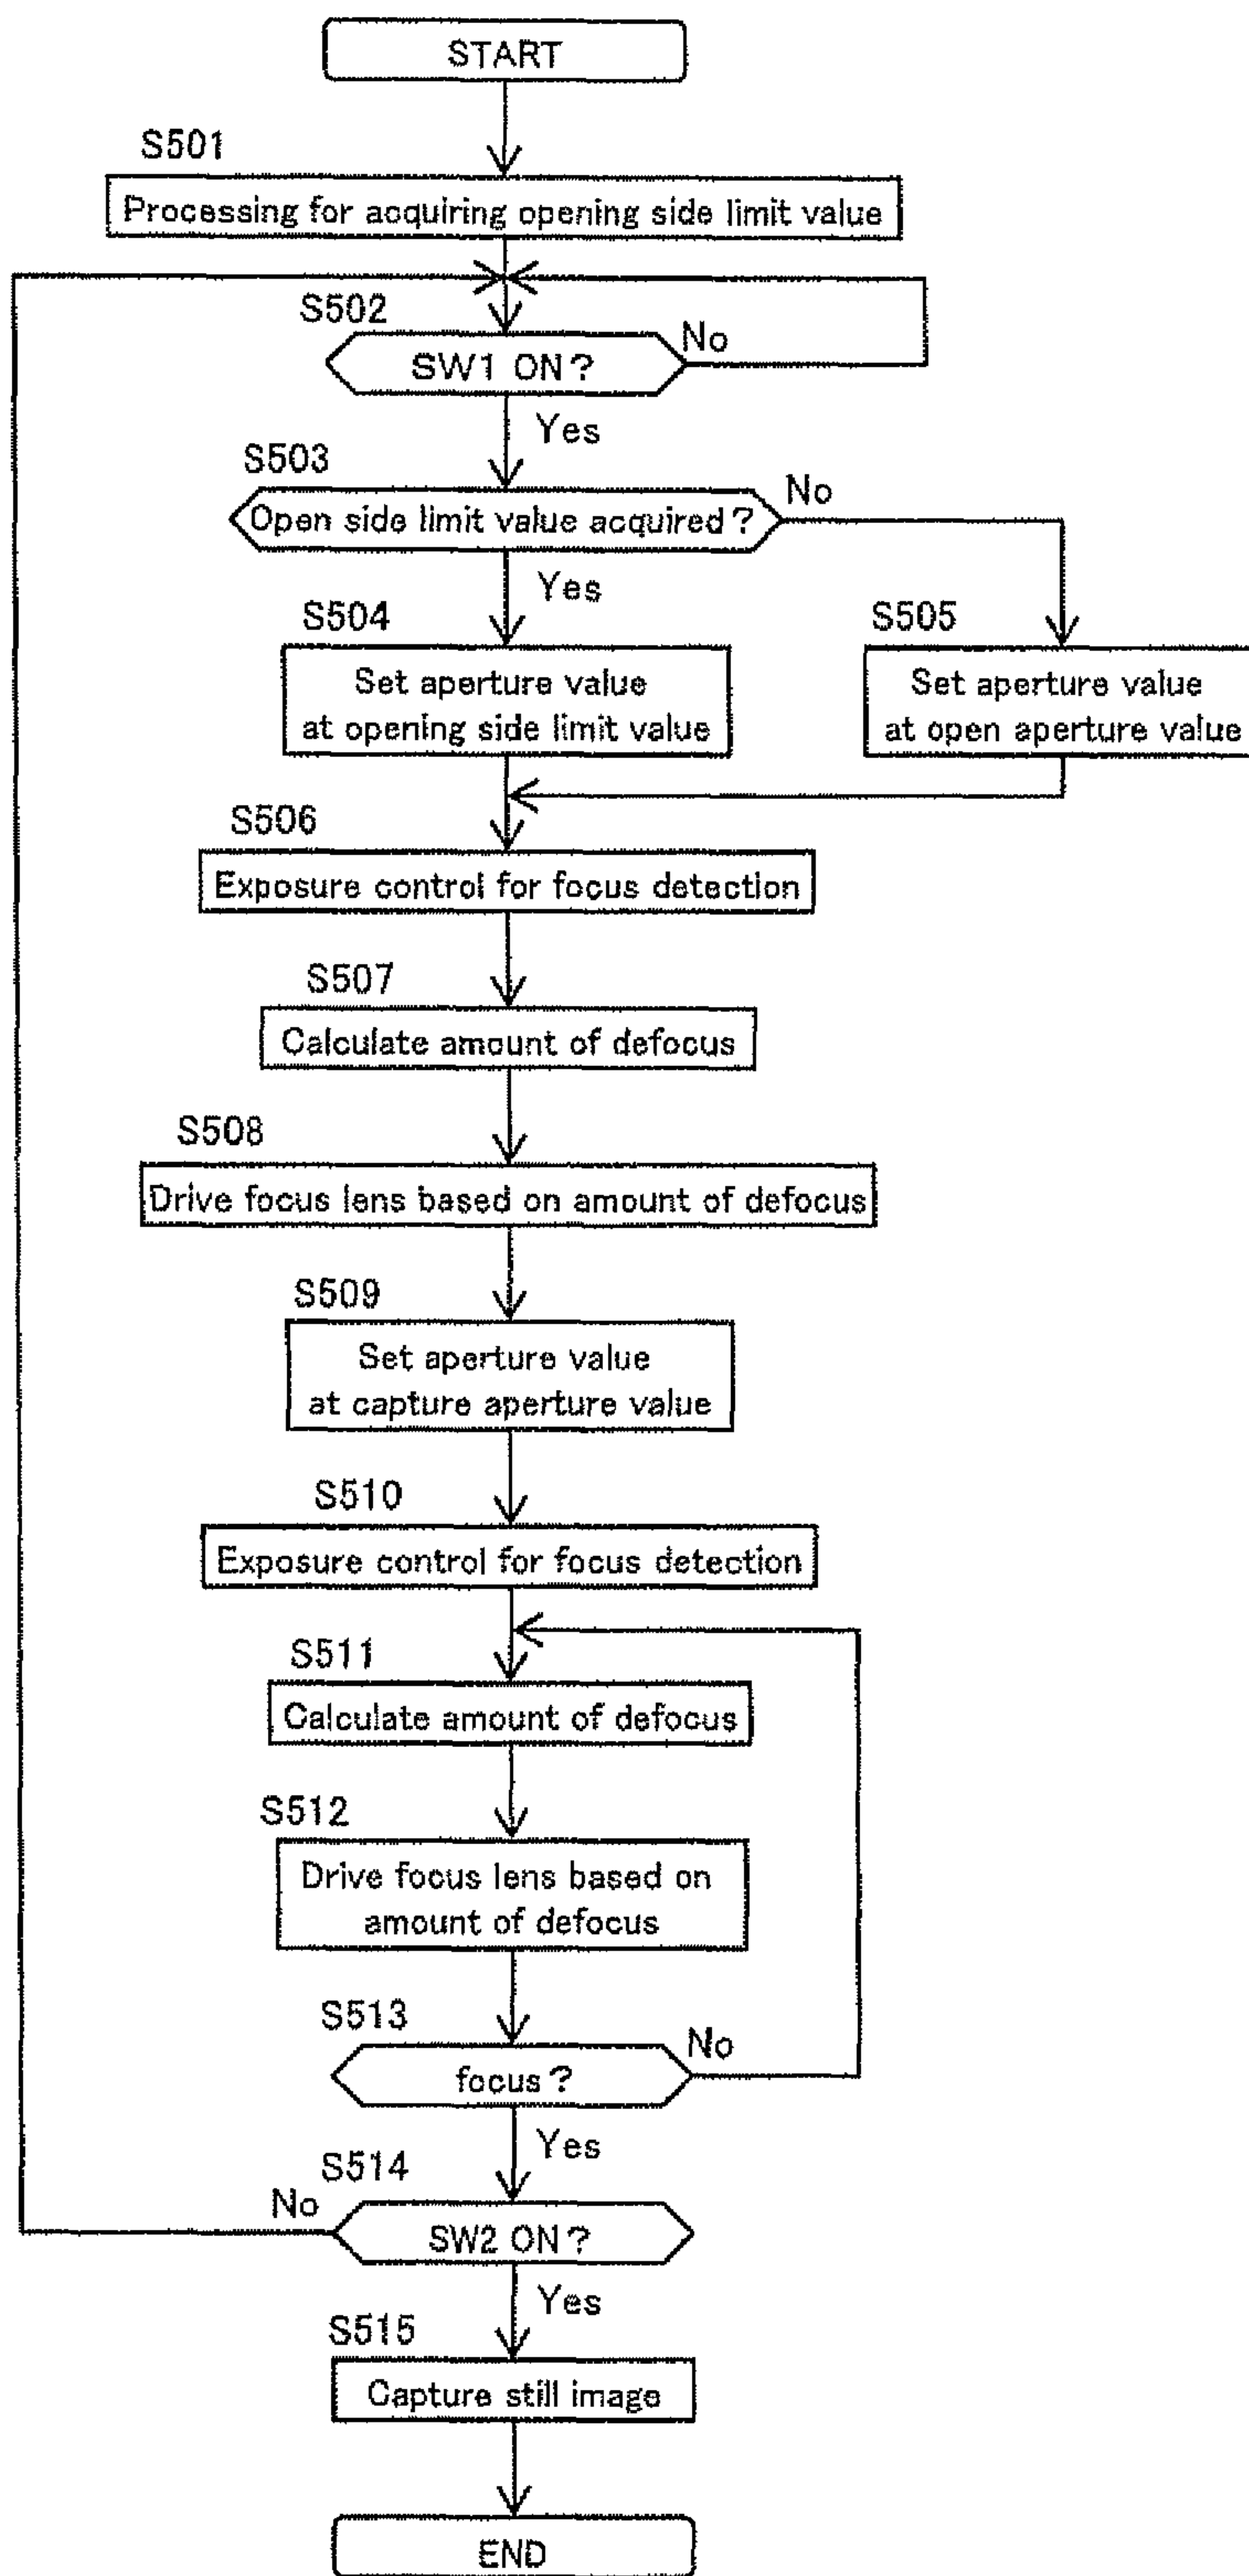 START
S501
Processing for acquiring opening side limit value
S502
SW1 ON?
No
Yes
S503
Open side limit value acquired?
No
Yes
S504
Set aperture value
at opening side limit value
S505
Set aperture value
at open aperture value
S506
Exposure control for focus detection
S507
Calculate amount of defocus
S508
Drive focus lens based on amount of defocus
S509
Set aperture value
at capture aperture value
S510
Exposure control for focus detection
S511
Calculate amount of defocus
S512
Drive focus lens based on
amount of defocus
S513
focus?
No
Yes
S514
No
SW2 ON?
Yes
S515
Capture still image
END